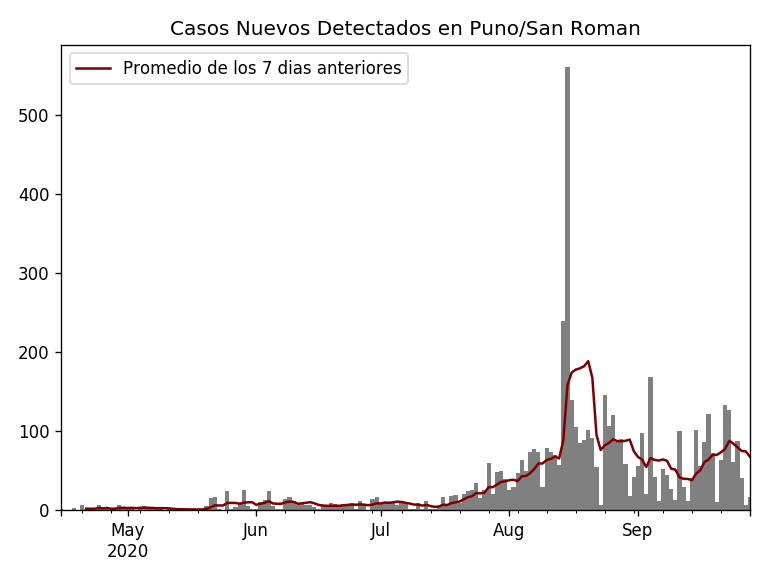 Casos Nuevos Detectados en Puno/San Roman
Promedio de los 7 dias anteriores
500
400
300
200
100
0
May
2020
Jun
Jul
Aug
Sep